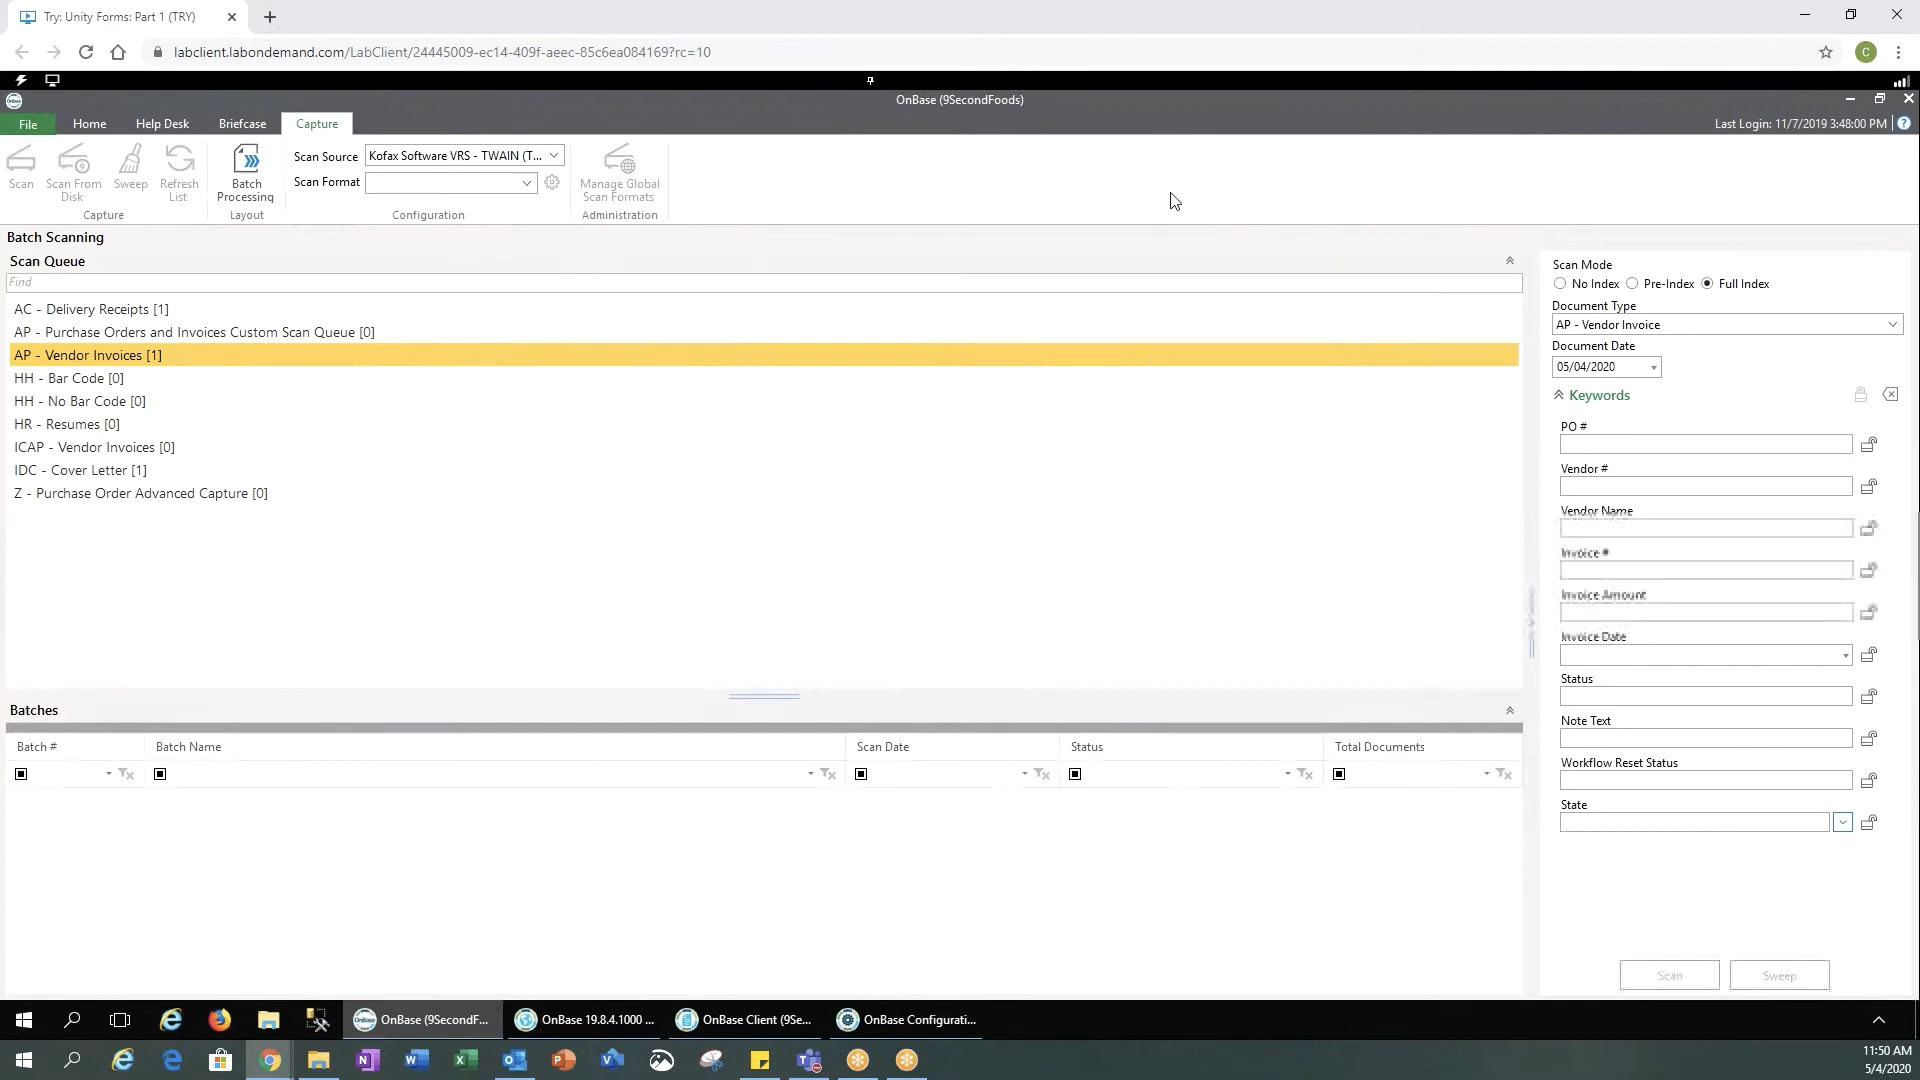 Try: Unity Forms: Part 1 (TRY)
labclient.labondemand.com/LabClient/24445009-ec14-409f-aeec-85c6ea084169?rc=10
C
OnBase (9SecondFoods)
File Home Help Desk Briefcase Capture
Last Login: 11/7/2019 3:48:00 PM
Scan
Scan From
Disk
Sweep
Refresh
List
Capture
Batch
Processing
Layout
Scan Source Kofax Software VRS - TWAIN (T...
Scan Format
Configuration
Manage Global
Scan Formats
Administration
Batch Scanning
Scan Queue
Find
AC - Delivery Receipts [1]
AP - Purchase Orders and Invoices Custom Scan Queue [0]
AP - Vendor Invoices [1]
HH - Bar Code [0]
HH - No Bar Code [0]
HR - Resumes [0]
ICAP - Vendor Invoices [0]
IDC - Cover Letter [1]
Z - Purchase Order Advanced Capture [0]
Batches
Batch # Batch Name Scan Date Status Total Documents
Scan Mode
No Index Pre-Index Full Index
Document Type
AP - Vendor Invoice
Document Date
05/04/2020
Keywords
PO #
Vendor #
Vendor Name
Invoice #
Invoice Amount
Invoice Date
Status
Note Text
Workflow Reset Status
State
Scan Sweep
OnBase (9SecondF... OnBase 19.8.4.1000 ... OnBase Client (9Se... OnBase Configurati...
11:50 AM
5/4/2020